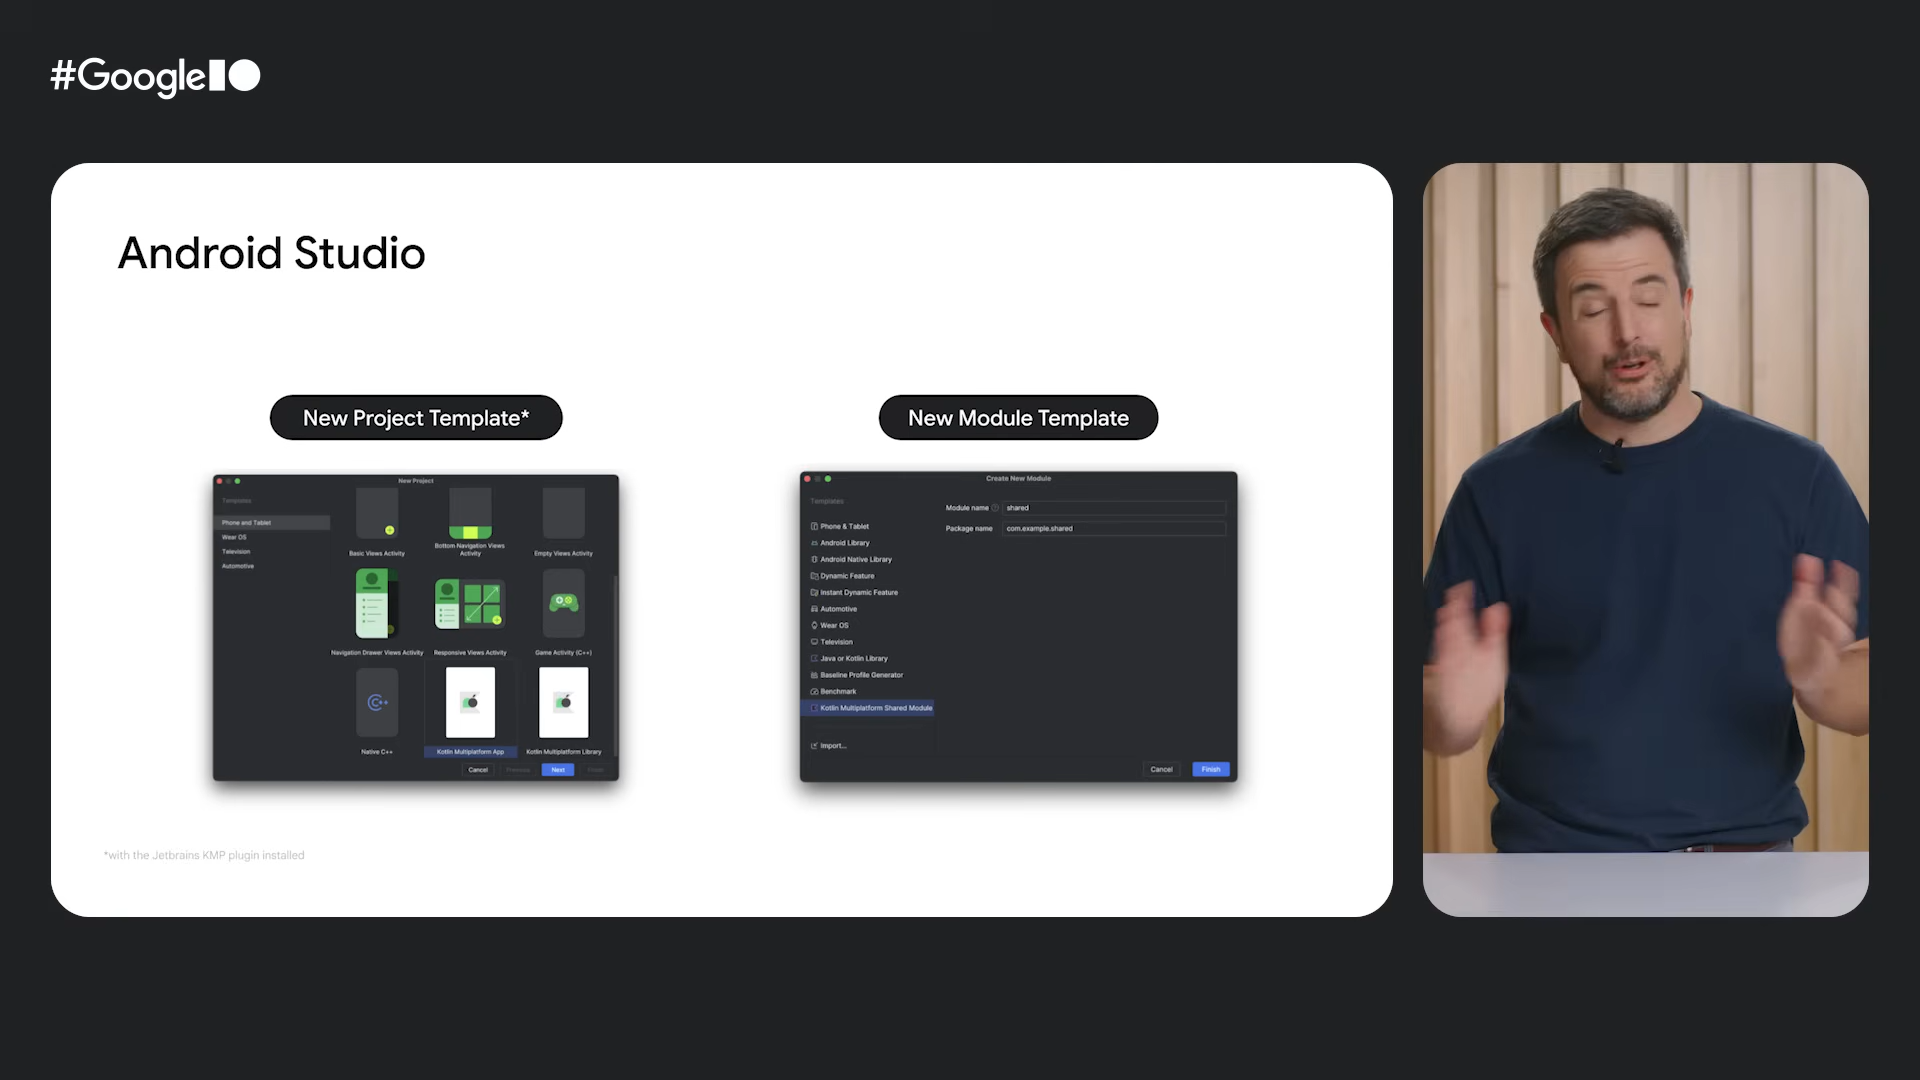 #GoogleIO
Android Studio
New Project Template*
New Project
Templates
Phone and Tablet
Wear OS
Television
Automotive
Basic Views Activity
Bottom Navigation Views
Activity
Empty Views Activity
Navigation Drawer Views Activity
Responsive Views Activity
Game Activity (C++)
Native C++
Kotlin Multiplatform App
Kotlin Multiplatform Library
Cancel
Previous
Next
Finish
New Module Template
Create New Module
Templates
Phone & Tablet
Android Library
Android Native Library
Dynamic Feature
Instant Dynamic Feature
Automotive
Wear OS
Television
Java or Kotlin Library
Baseline Profile Generator
Benchmark
Kotlin Multiplatform Shared Module
Import...
Module name
shared
Package name
com.example.shared
Cancel
Finish
*with the Jetbrains KMP plugin installed